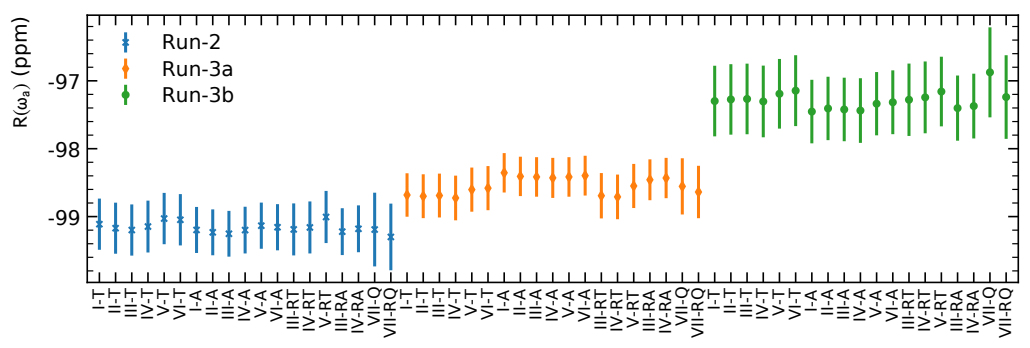 R(ωa) (ppm)
-97
-98
-99
Run-2
Run-3a
Run-3b
I-T
II-T
III-T
IV-T
V-T
VI-T
I-A
II-A
III-A
IV-A
V-A
VI-A
III-RT
IV-RT
V-RT
III-RA
IV-RA
VII-Q
VII-RQ
I-T
II-T
III-T
IV-T
V-T
VI-T
I-A
II-A
III-A
IV-A
V-A
VI-A
III-RT
IV-RT
V-RT
III-RA
IV-RA
VII-Q
VII-RQ
I-T
II-T
III-T
IV-T
V-T
VI-T
I-A
II-A
III-A
IV-A
V-A
VI-A
III-RT
IV-RT
V-RT
III-RA
IV-RA
VII-Q
VII-RQ